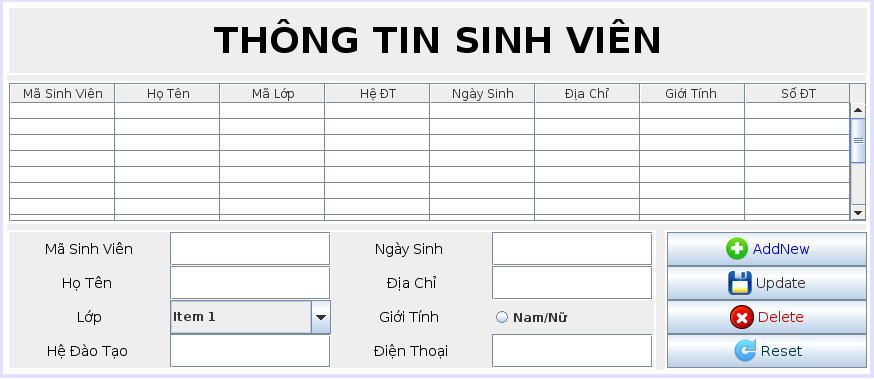 THÔNG TIN SINH VIÊN
Mã Sinh Viên Họ Tên Mã Lớp Hệ ĐT Ngày Sinh Địa Chỉ Giới Tính Số ĐT
Mã Sinh Viên Ngày Sinh AddNew
Họ Tên Địa Chỉ Update
Lớp Item 1 Giới Tính Nam/Nữ Delete
Hệ Đào Tạo Điện Thoại Reset